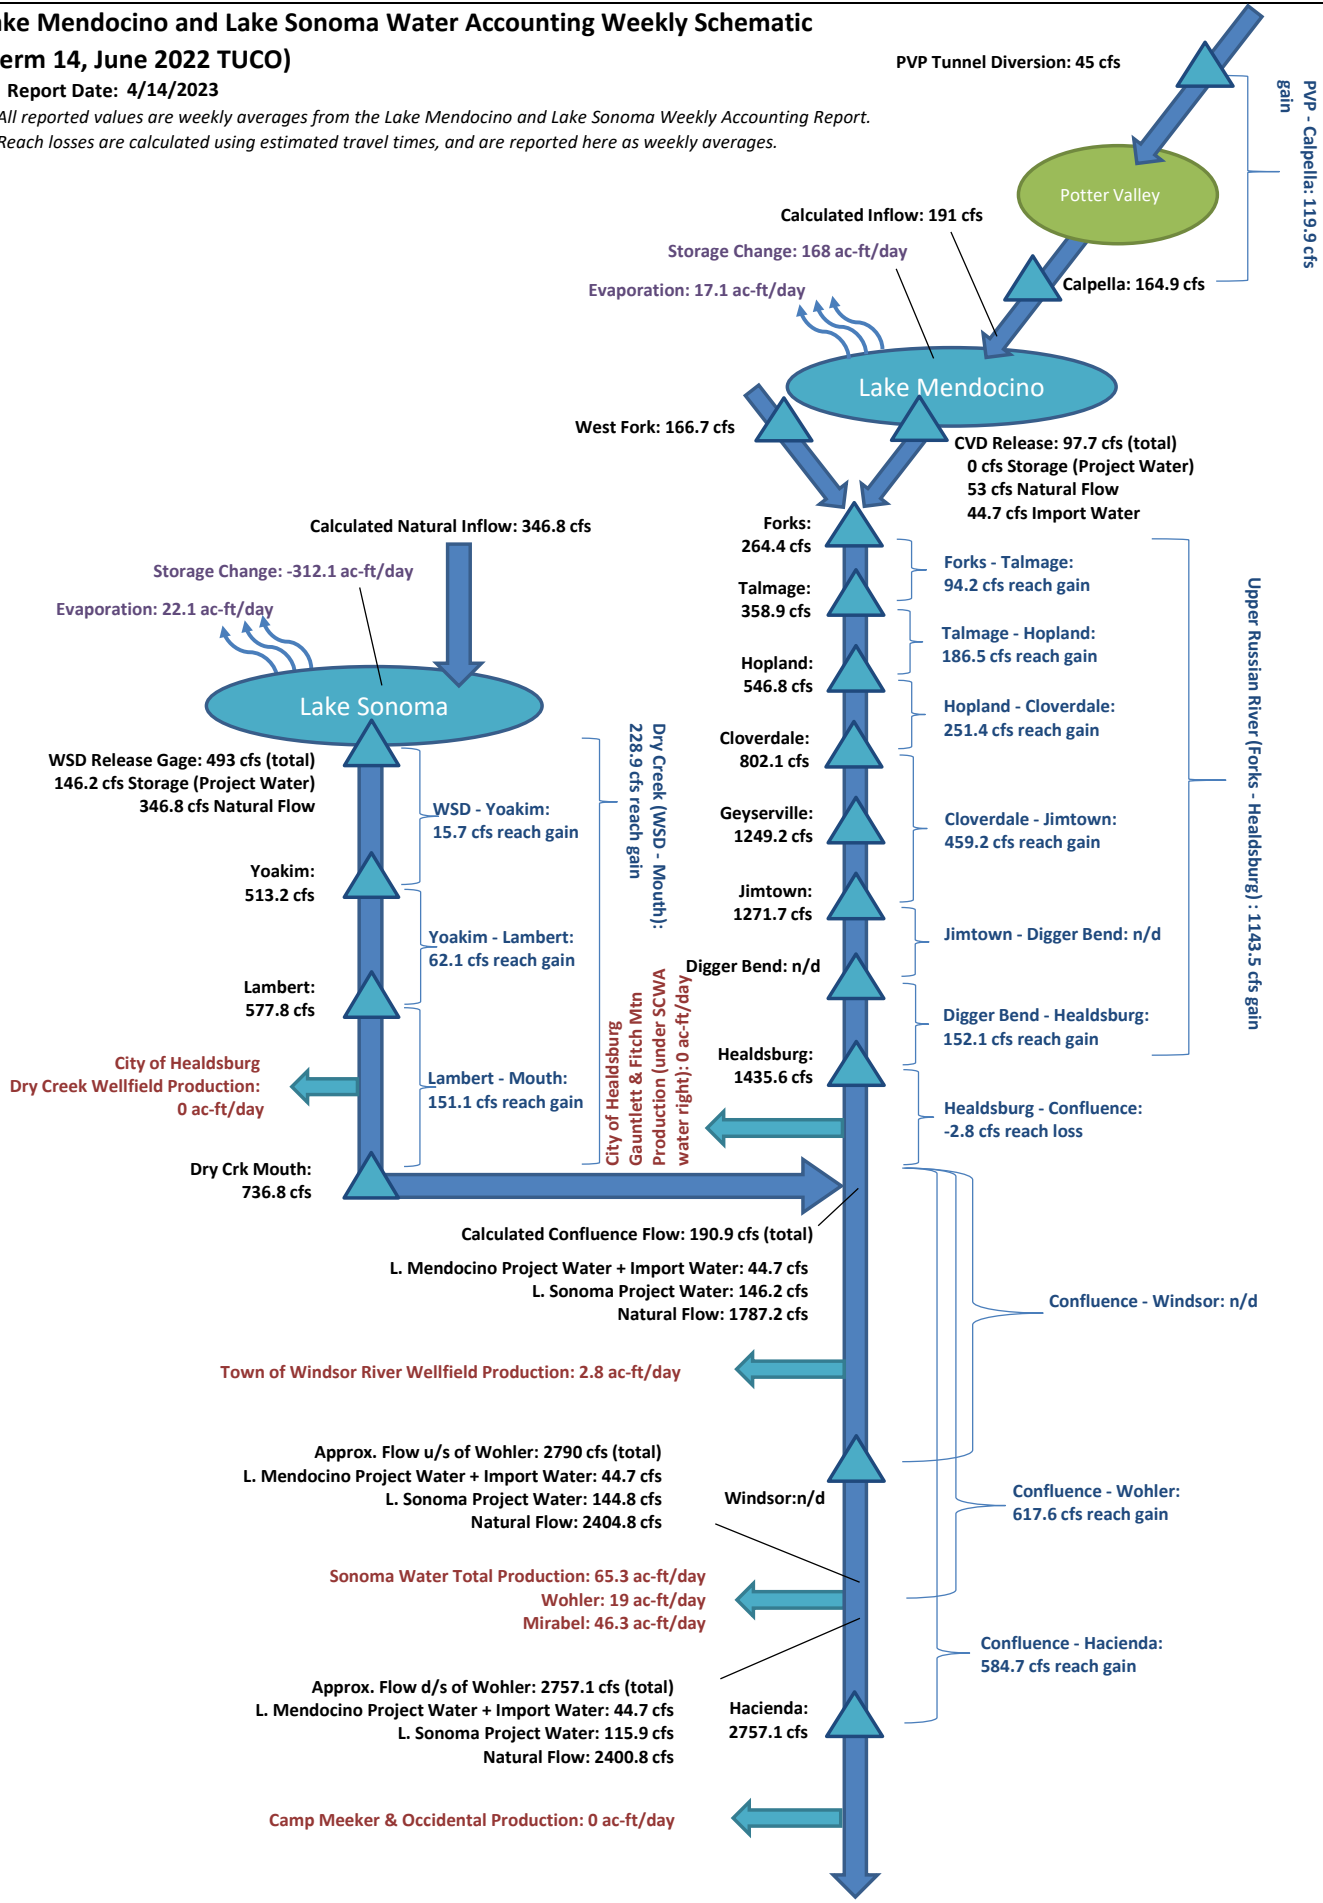 ake Mendocino and Lake Sonoma Water Accounting Weekly Schematic
erm 14, June 2022 TUCO)
Report Date: 4/14/2023
All reported values are weekly averages from the Lake Mendocino and Lake Sonoma Weekly Accounting Report.
Reach losses are calculated using estimated travel times, and are reported here as weekly averages.
PVP Tunnel Diversion: 45 cfs
PVP - Calpella: 119.9 cfs
gain
Potter Valley
Calculated Inflow: 191 cfs
Storage Change: 168 ac-ft/day
Evaporation: 17.1 ac-ft/day
Calpella: 164.9 cfs
Lake Mendocino
West Fork: 166.7 cfs
CVD Release: 97.7 cfs (total)
0 cfs Storage (Project Water)
53 cfs Natural Flow
44.7 cfs Import Water
Forks:
264.4 cfs
Forks - Talmage:
94.2 cfs reach gain
Talmage:
358.9 cfs
Talmage - Hopland:
186.5 cfs reach gain
Hopland:
546.8 cfs
Hopland - Cloverdale:
251.4 cfs reach gain
Cloverdale:
802.1 cfs
Geyserville:
1249.2 cfs
Cloverdale - Jimtown:
459.2 cfs reach gain
Jimtown:
1271.7 cfs
Jimtown - Digger Bend: n/d
Digger Bend: n/d
Digger Bend - Healdsburg:
152.1 cfs reach gain
Healdsburg:
1435.6 cfs
Healdsburg - Confluence:
-2.8 cfs reach loss
Upper Russian River (Forks - Healdsburg) : 1143.5 cfs gain
Calculated Natural Inflow: 346.8 cfs
Storage Change: -312.1 ac-ft/day
Evaporation: 22.1 ac-ft/day
Lake Sonoma
WSD Release Gage: 493 cfs (total)
146.2 cfs Storage (Project Water)
346.8 cfs Natural Flow
WSD - Yoakim:
15.7 cfs reach gain
Dry Creek (WSD - Mouth):
228.9 cfs reach gain
Yoakim:
513.2 cfs
Yoakim - Lambert:
62.1 cfs reach gain
Lambert:
577.8 cfs
City of Healdsburg
Dry Creek Wellfield Production:
0 ac-ft/day
Lambert - Mouth:
151.1 cfs reach gain
City of Healdsburg
Gauntlett & Fitch Mtn
Production (under SCWA
water right): 0 ac-ft/day
Dry Crk Mouth:
736.8 cfs
Calculated Confluence Flow: 190.9 cfs (total)
L. Mendocino Project Water + Import Water: 44.7 cfs
L. Sonoma Project Water: 146.2 cfs
Natural Flow: 1787.2 cfs
Confluence - Windsor: n/d
Town of Windsor River Wellfield Production: 2.8 ac-ft/day
Approx. Flow u/s of Wohler: 2790 cfs (total)
L. Mendocino Project Water + Import Water: 44.7 cfs
L. Sonoma Project Water: 144.8 cfs
Natural Flow: 2404.8 cfs
Windsor:n/d
Confluence - Wohler:
617.6 cfs reach gain
Sonoma Water Total Production: 65.3 ac-ft/day
Wohler: 19 ac-ft/day
Mirabel: 46.3 ac-ft/day
Confluence - Hacienda:
584.7 cfs reach gain
Approx. Flow d/s of Wohler: 2757.1 cfs (total)
L. Mendocino Project Water + Import Water: 44.7 cfs
L. Sonoma Project Water: 115.9 cfs
Natural Flow: 2400.8 cfs
Hacienda:
2757.1 cfs
Camp Meeker & Occidental Production: 0 ac-ft/day